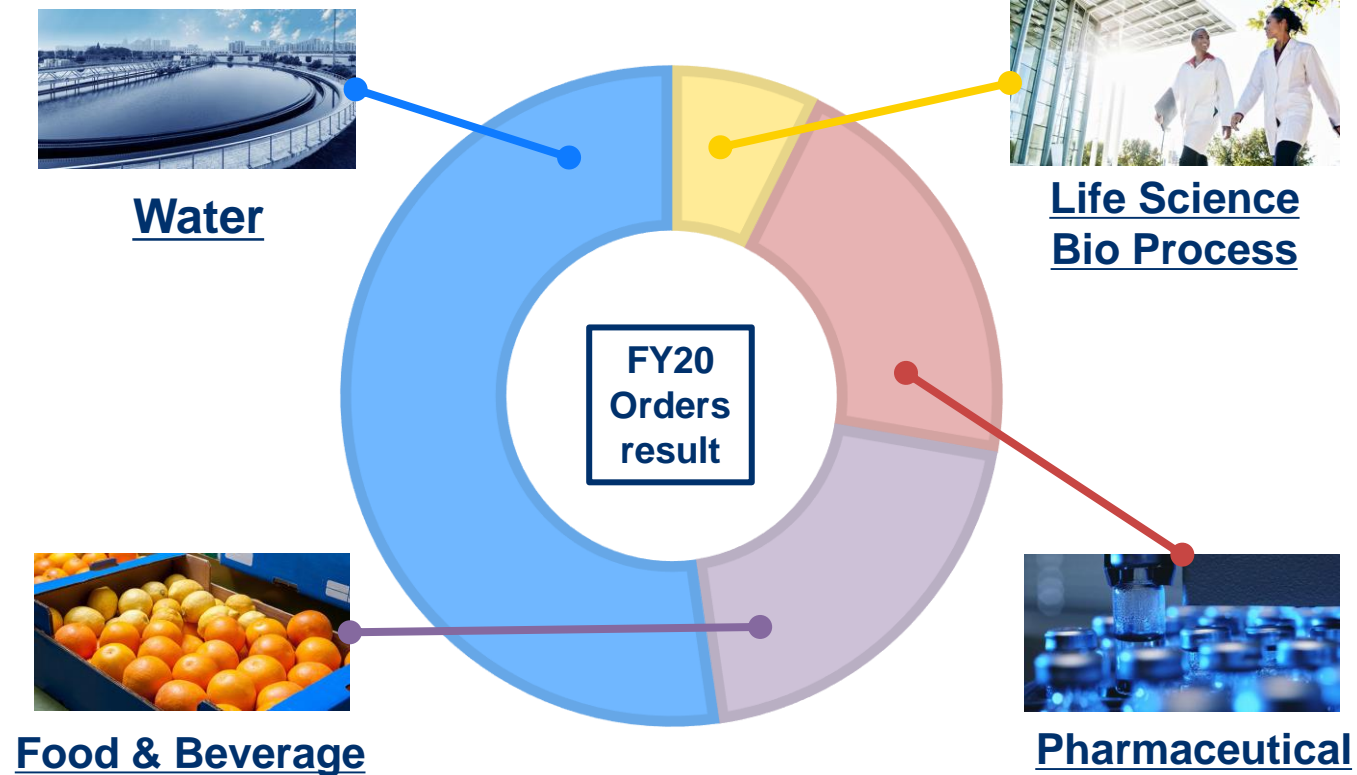 Water
Life Science
Bio Process
FY20
Orders
result
Food & Beverage
Pharmaceutical